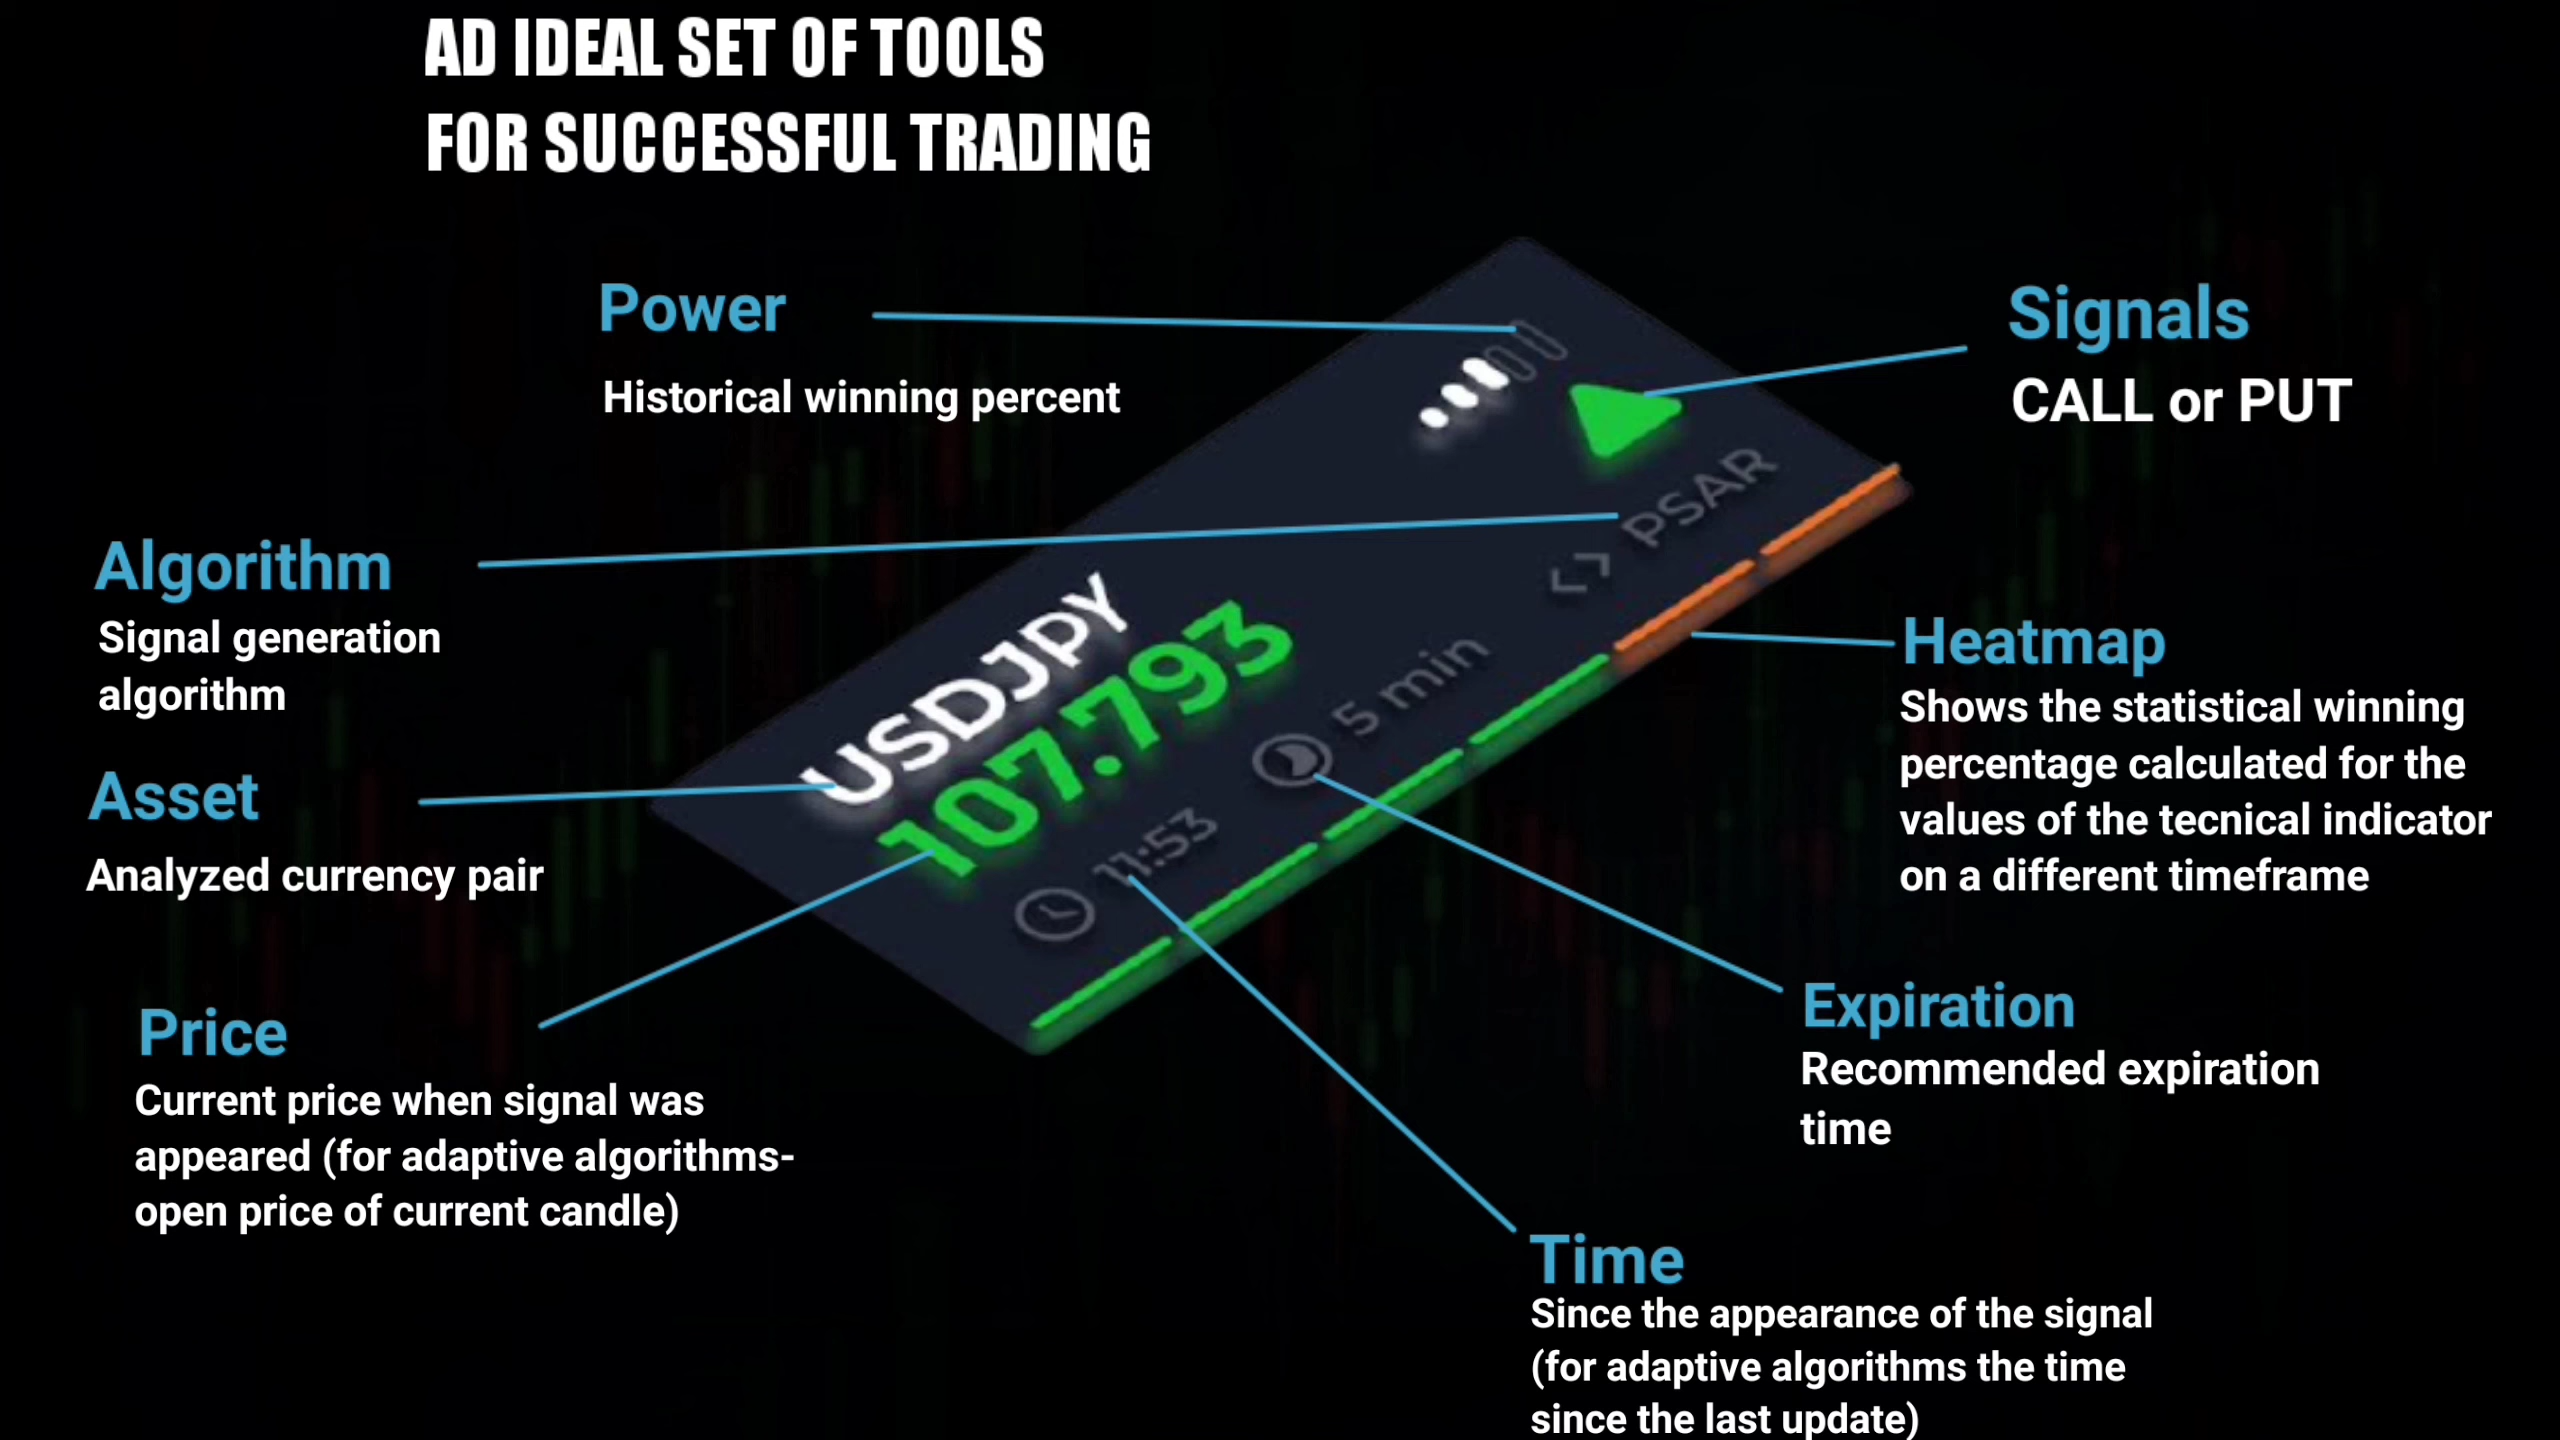 AD IDEAL SET OF TOOLS
FOR SUCCESSFUL TRADING
Power
Historical winning percent
Signals
CALL or PUT
PSAR
Algorithm
Signal generation
algorithm
USDJPY
107.793
5 min
11:53
Heatmap
Shows the statistical winning
percentage calculated for the
values of the tecnical indicator
on a different timeframe
Asset
Analyzed currency pair
Price
Current price when signal was
appeared (for adaptive algorithms-
open price of current candle)
Expiration
Recommended expiration
time
Time
Since the appearance of the signal
(for adaptive algorithms the time
since the last update)